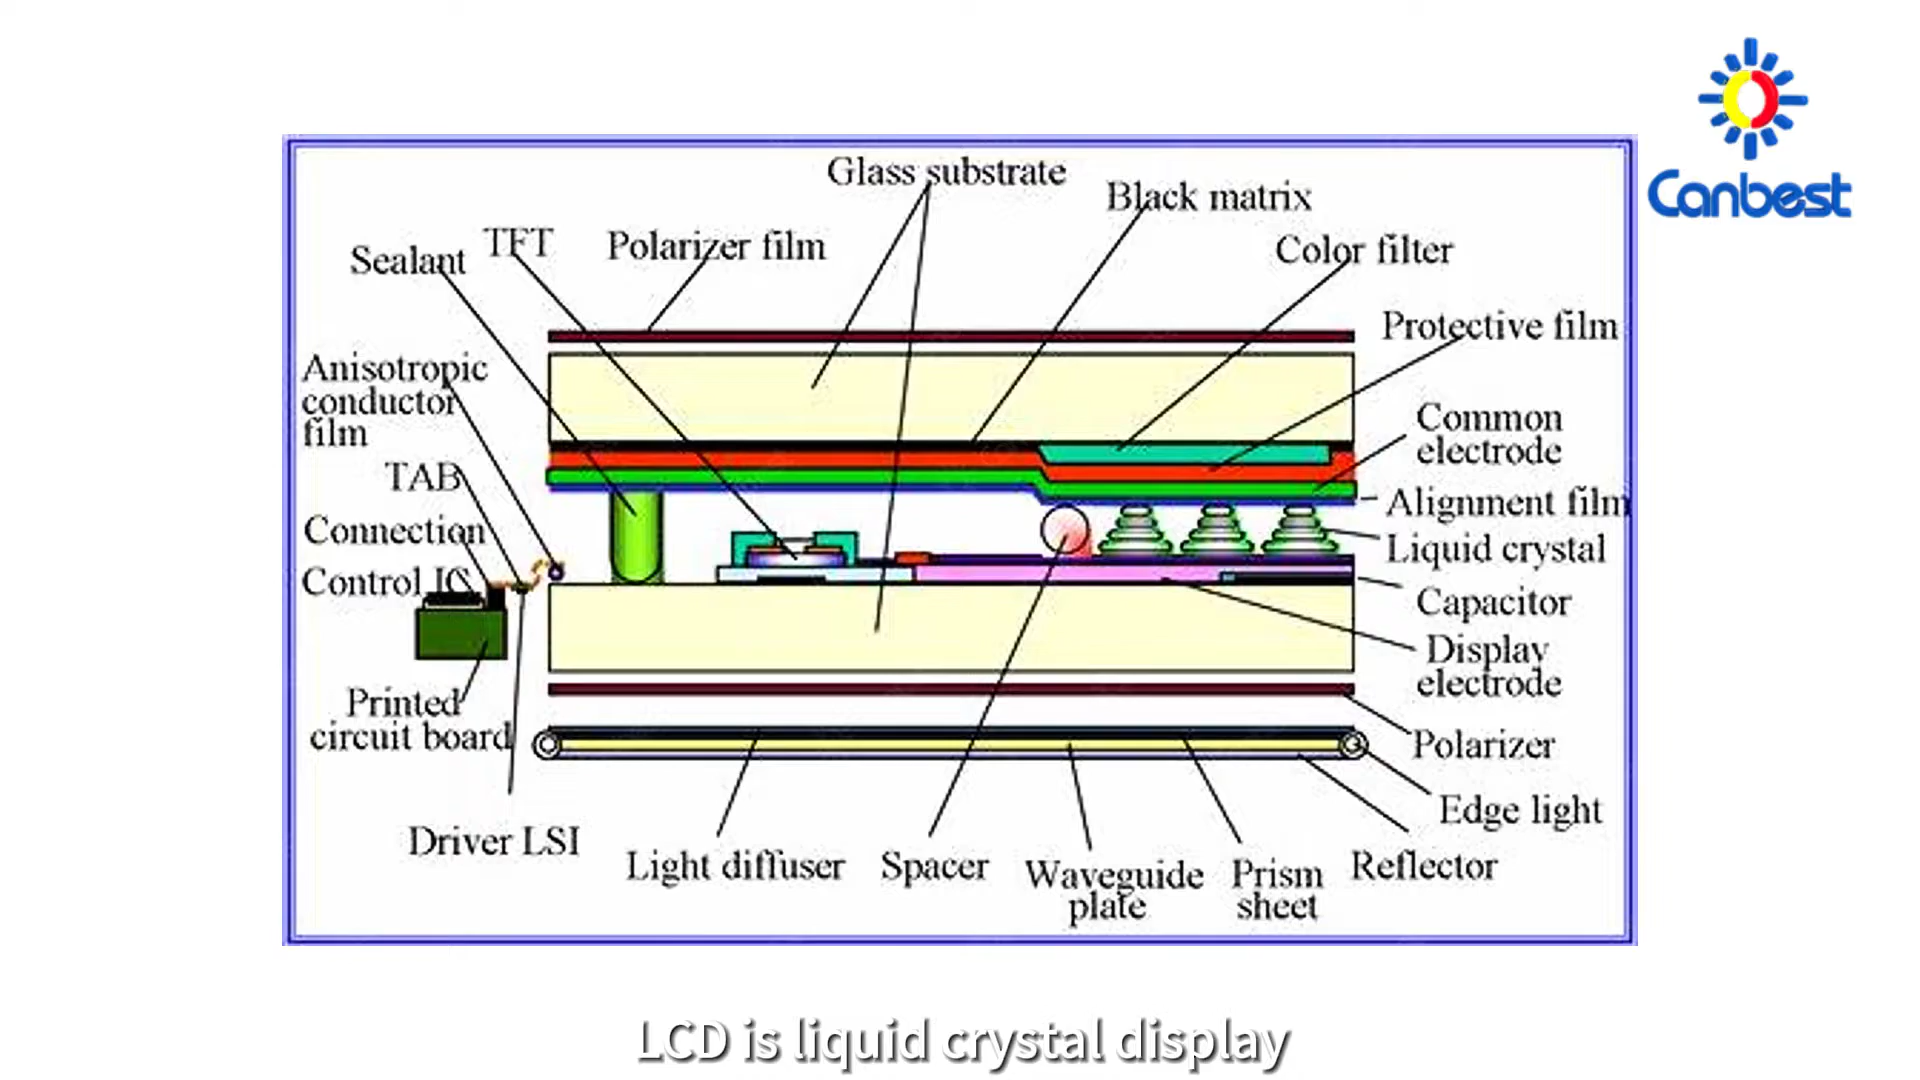 Canbest
Glass substrate
Black matrix
TFT
Polarizer film
Color filter
Sealant
Protective film
Anisotropic
conductor
film
Common
electrode
TAB
Alignment film
Connection
Liquid crystal
Control IC
Capacitor
Display
electrode
Printed
circuit board
Polarizer
Edge light
Driver LSI
Light diffuser
Spacer
Waveguide
plate
Prism
sheet
Reflector
LCD is liquid crystal display